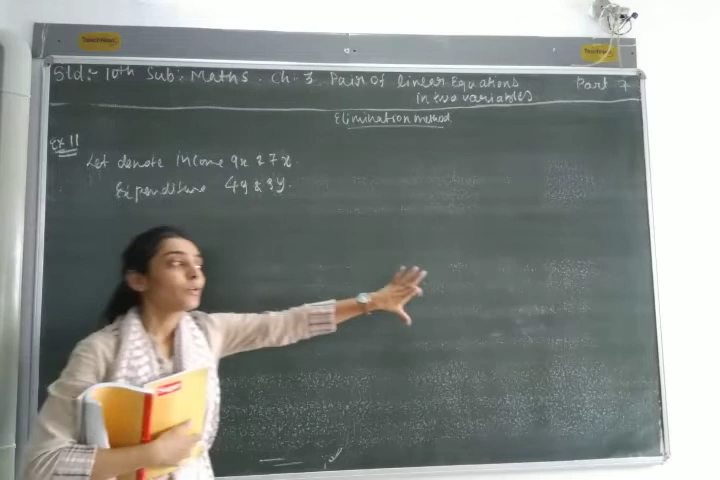 Std:- 10th Sub: Maths. Ch. 3. Pair of linear Equations Part 7
in two variables
Elimination method
Ex 11
Let denote income 9x & 7x.
Expenditure 4y & 3y.